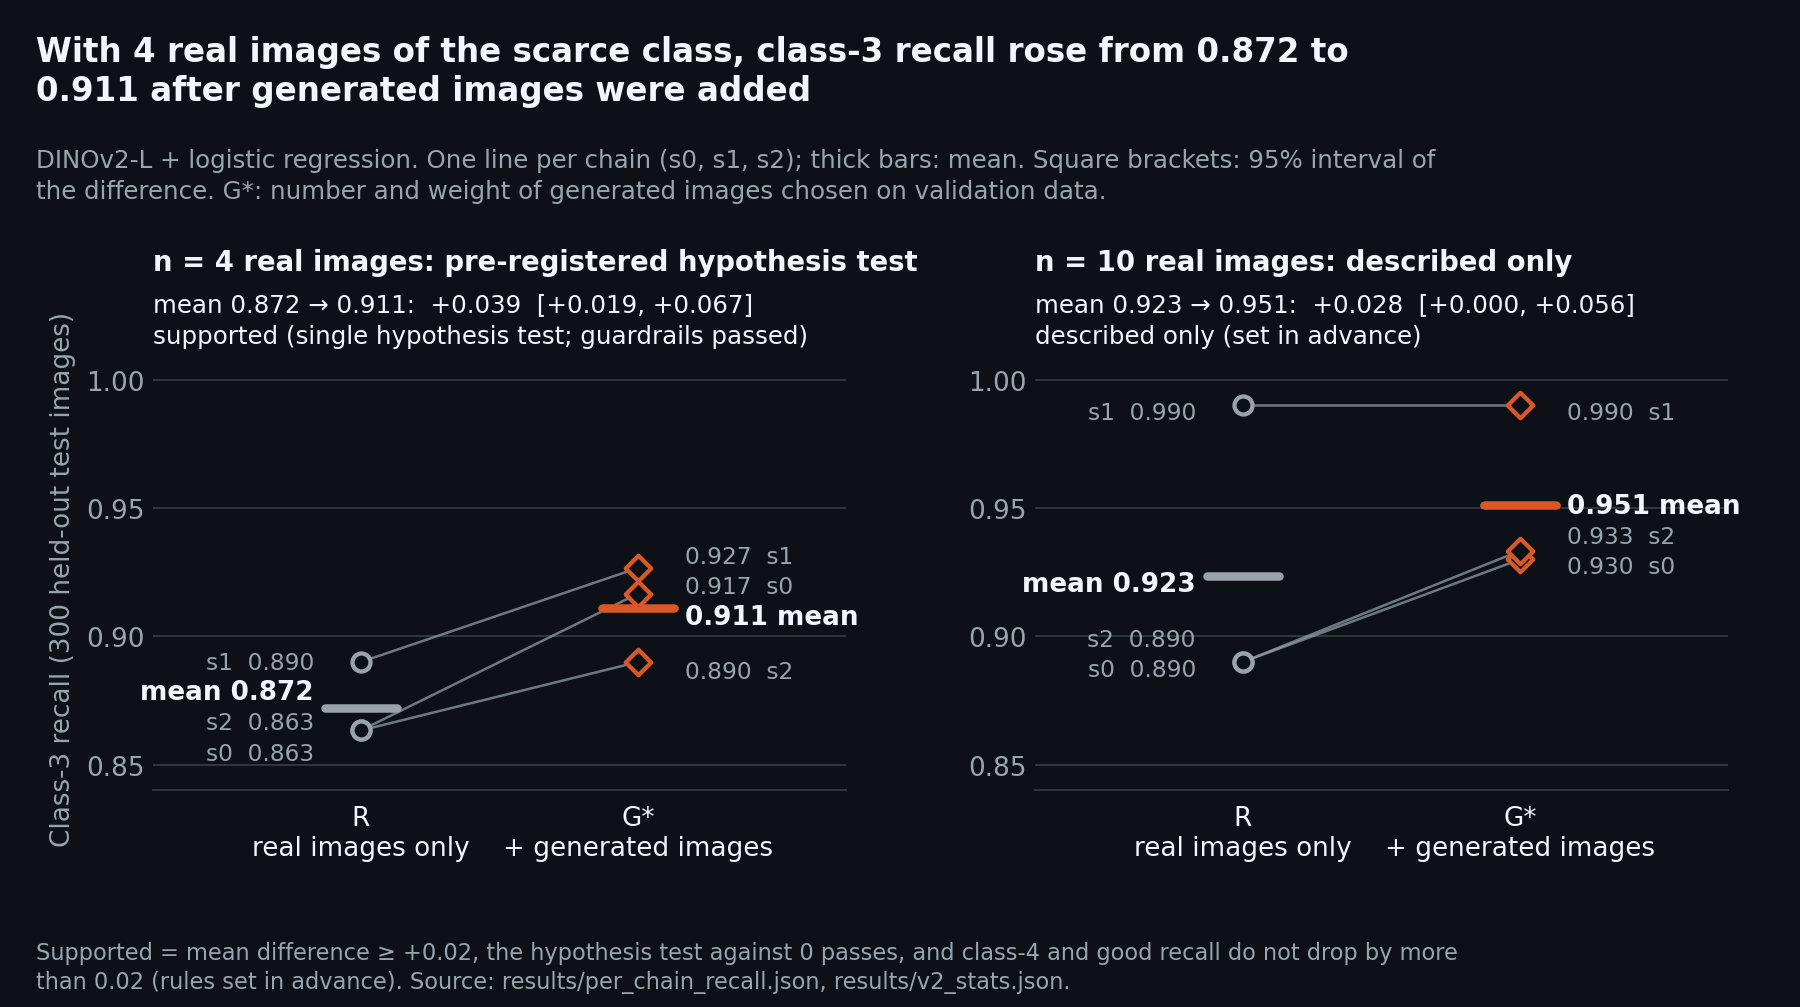 With 4 real images of the scarce class, class-3 recall rose from 0.872 to
0.911 after generated images were added
DINOv2-L + logistic regression. One line per chain (s0, s1, s2); thick bars: mean. Square brackets: 95% interval of
the difference. G*: number and weight of generated images chosen on validation data.
n = 4 real images: pre-registered hypothesis test
mean 0.872 → 0.911:  +0.039  [+0.019, +0.067]
supported (single hypothesis test; guardrails passed)
Class-3 recall (300 held-out test images)
1.00
0.95
0.90
0.85
s1  0.890
mean 0.872
s2  0.863
s0  0.863
0.927  s1
0.917  s0
0.911 mean
0.890  s2
R
real images only
G*
+ generated images
n = 10 real images: described only
mean 0.923 → 0.951:  +0.028  [+0.000, +0.056]
described only (set in advance)
1.00
0.95
0.90
0.85
s1  0.990
mean 0.923
s2  0.890
s0  0.890
0.990  s1
0.951 mean
0.933  s2
0.930  s0
R
real images only
G*
+ generated images
Supported = mean difference ≥ +0.02, the hypothesis test against 0 passes, and class-4 and good recall do not drop by more
than 0.02 (rules set in advance). Source: results/per_chain_recall.json, results/v2_stats.json.